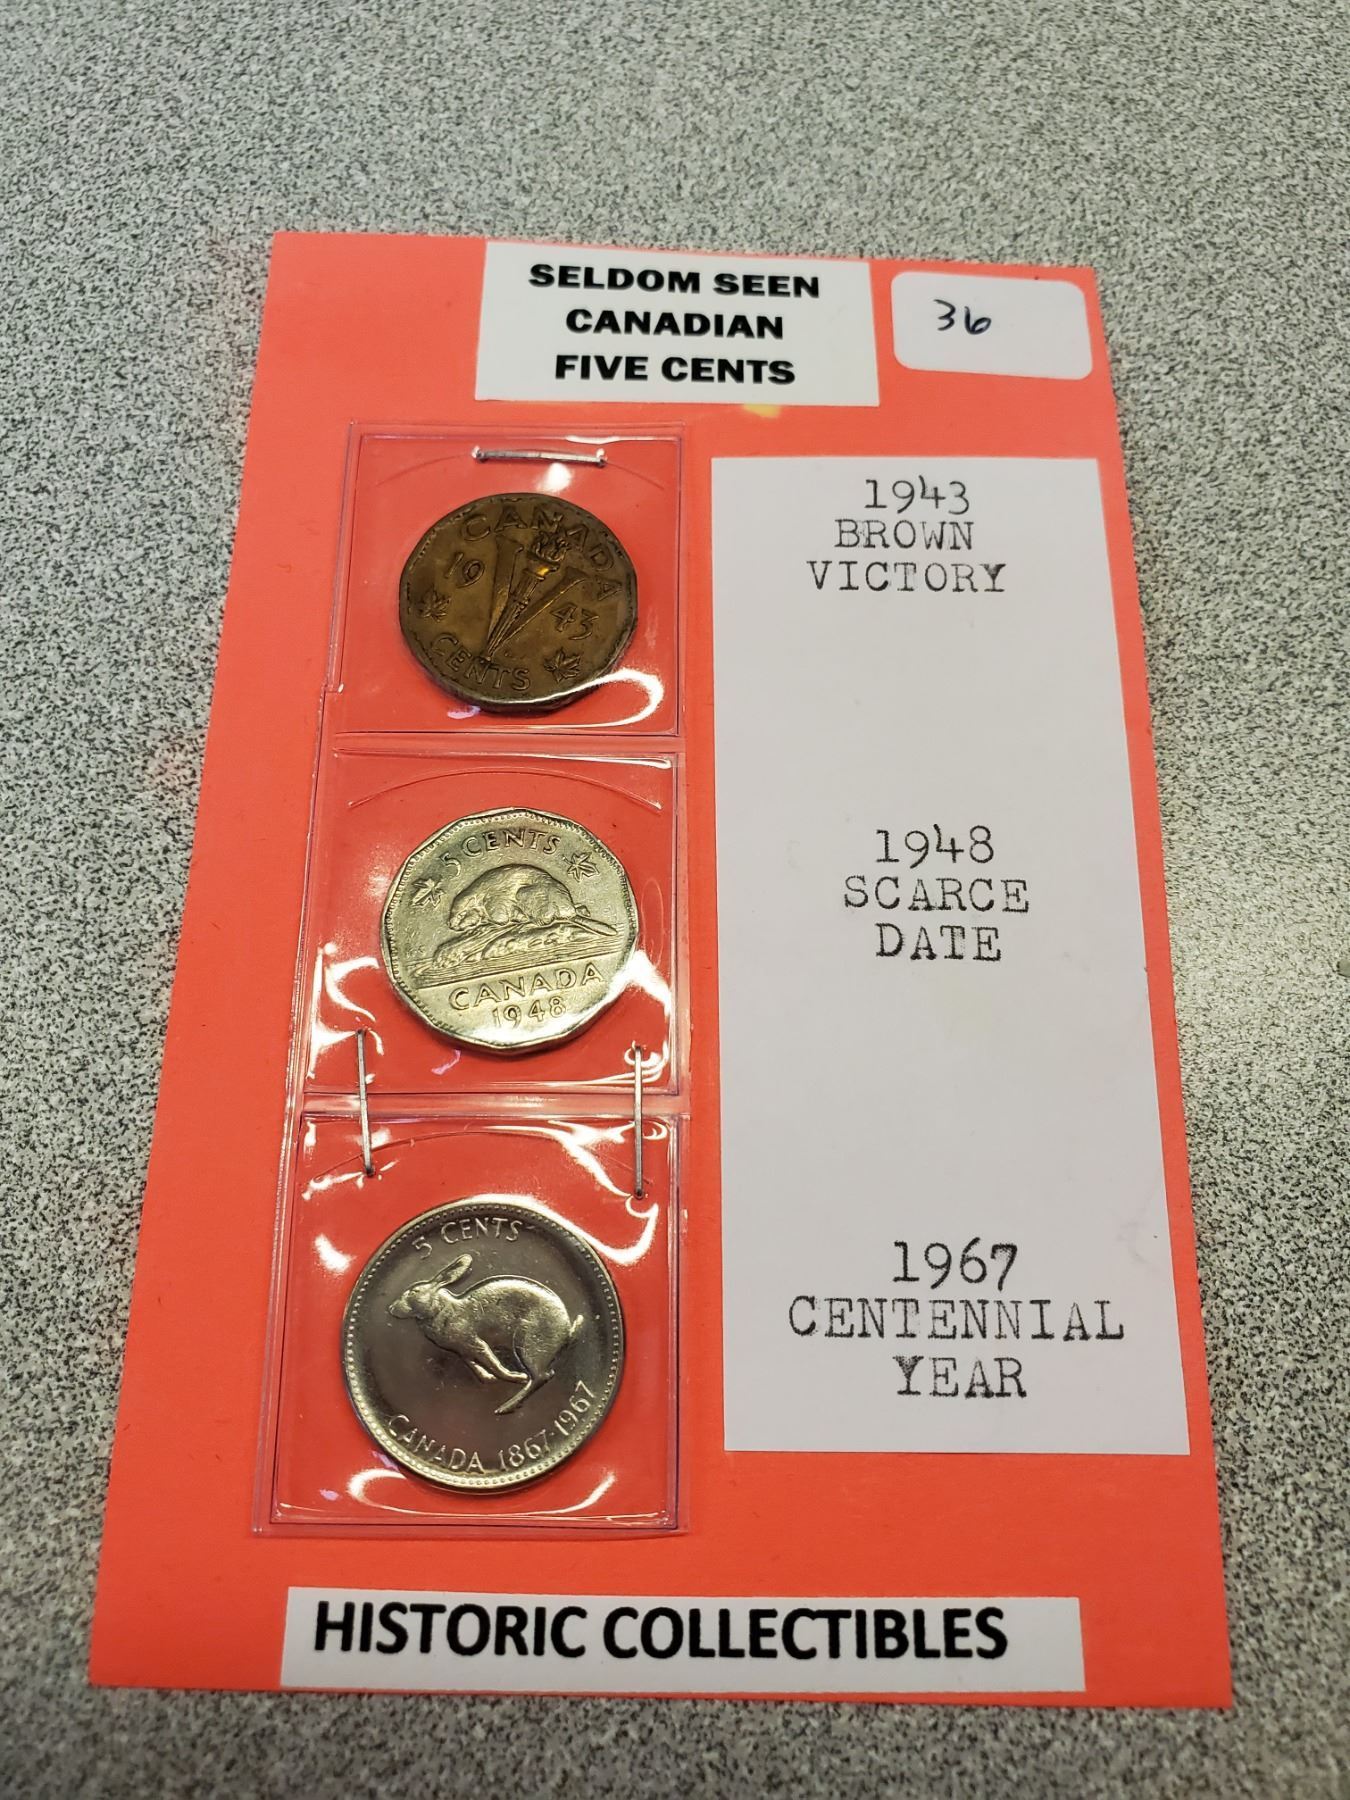 SELDOM SEEN
CANADIAN
FIVE CENTS
36
CANADA
19 43
CENTS
1943
BROWN
VICTORY
5 CENTS
CANADA
1948
1948
SCARCE
DATE
5 CENTS
CANADA 1867-1967
1967
CENTENNIAL
YEAR
HISTORIC COLLECTIBLES